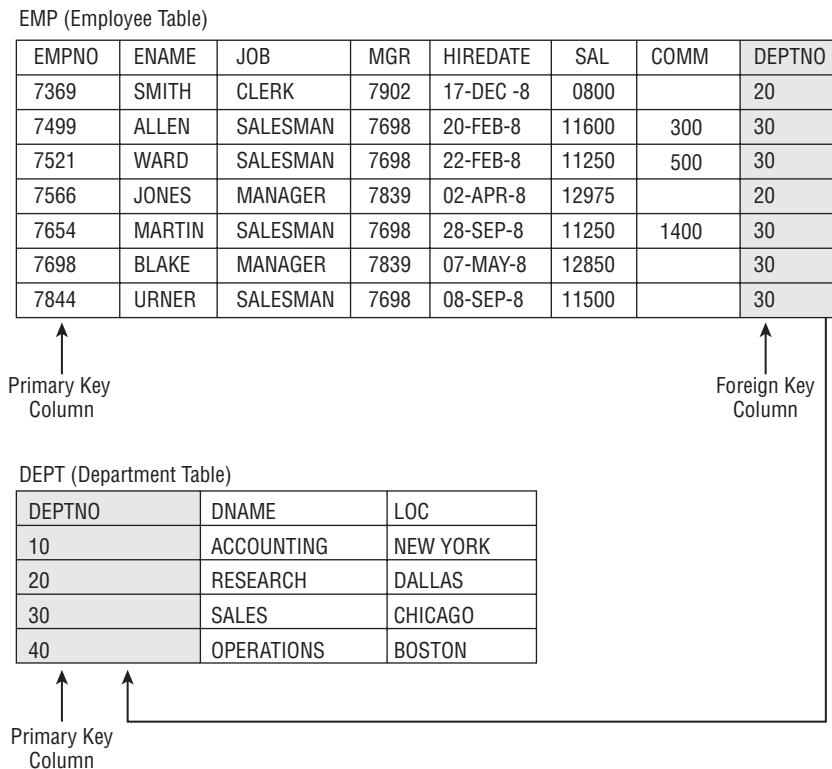 EMP (Employee Table)
EMPNO ENAME JOB MGR HIREDATE SAL COMM DEPTNO
7369 SMITH CLERK 7902 17-DEC -8 0800 20
7499 ALLEN SALESMAN 7698 20-FEB-8 11600 300 30
7521 WARD SALESMAN 7698 22-FEB-8 11250 500 30
7566 JONES MANAGER 7839 02-APR-8 12975 20
7654 MARTIN SALESMAN 7698 28-SEP-8 11250 1400 30
7698 BLAKE MANAGER 7839 07-MAY-8 12850 30
7844 URNER SALESMAN 7698 08-SEP-8 11500 30
Primary Key
Column
Foreign Key
Column
DEPT (Department Table)
DEPTNO DNAME LOC
10 ACCOUNTING NEW YORK
20 RESEARCH DALLAS
30 SALES CHICAGO
40 OPERATIONS BOSTON
Primary Key
Column